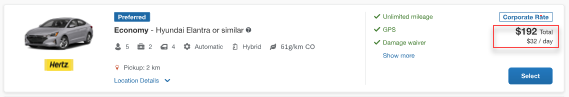 Preferred
Economy - Hyundai Elantra or similar
5 2 4 Automatic Hybrid 61g/km CO
Hertz
Pickup: 2 km
Location Details
Unlimited mileage
GPS
Damage waiver
Show more
Corporate Rate
$192 Total
$32 / day
Select